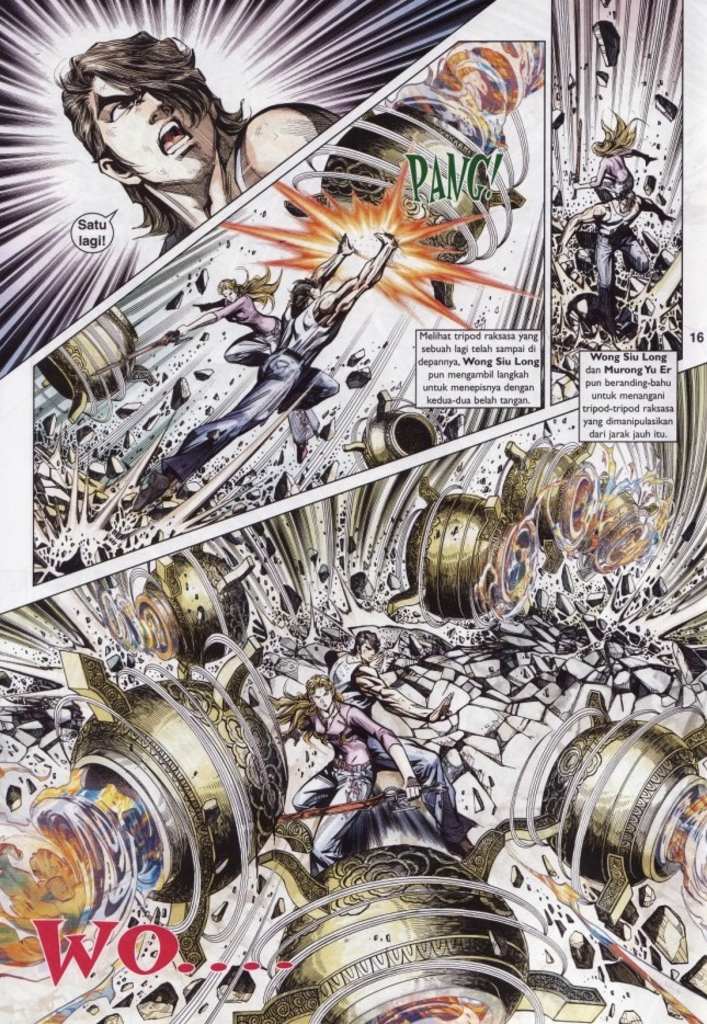 Satu
lagi!
PANG!
Melihat tripod raksasa yang
sebuah lagi telah sampai di
depannya, Wong Siu Long
pun mengambil langkah
untuk menepisnya dengan
kedua-dua belah tangan.
16
Wong Siu Long
dan Murong Yu Er
pun beranding-bahu
untuk menangani
tripod-tripod raksasa
yang dimanipulasikan
dari jarak jauh itu.
WO....